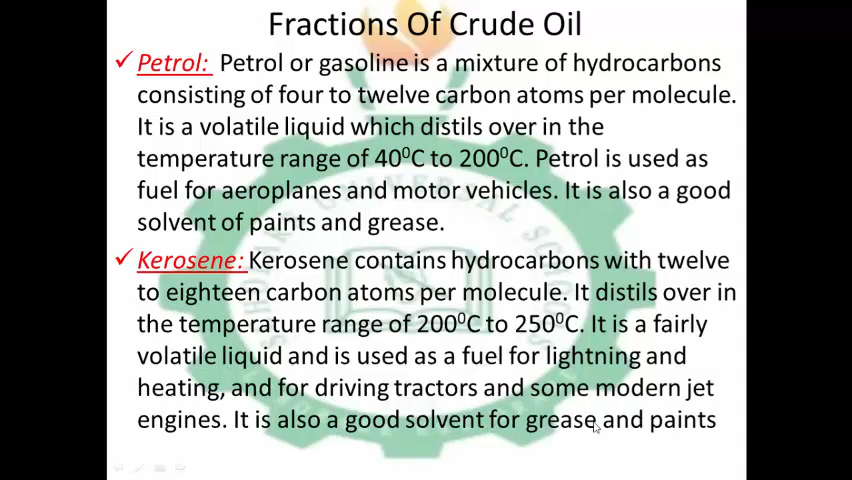 Fractions Of Crude Oil
✓ Petrol: Petrol or gasoline is a mixture of hydrocarbons
consisting of four to twelve carbon atoms per molecule.
It is a volatile liquid which distils over in the
temperature range of 40⁰C to 200⁰C. Petrol is used as
fuel for aeroplanes and motor vehicles. It is also a good
solvent of paints and grease.
✓ Kerosene: Kerosene contains hydrocarbons with twelve
to eighteen carbon atoms per molecule. It distils over in
the temperature range of 200⁰C to 250⁰C. It is a fairly
volatile liquid and is used as a fuel for lightning and
heating, and for driving tractors and some modern jet
engines. It is also a good solvent for grease and paints